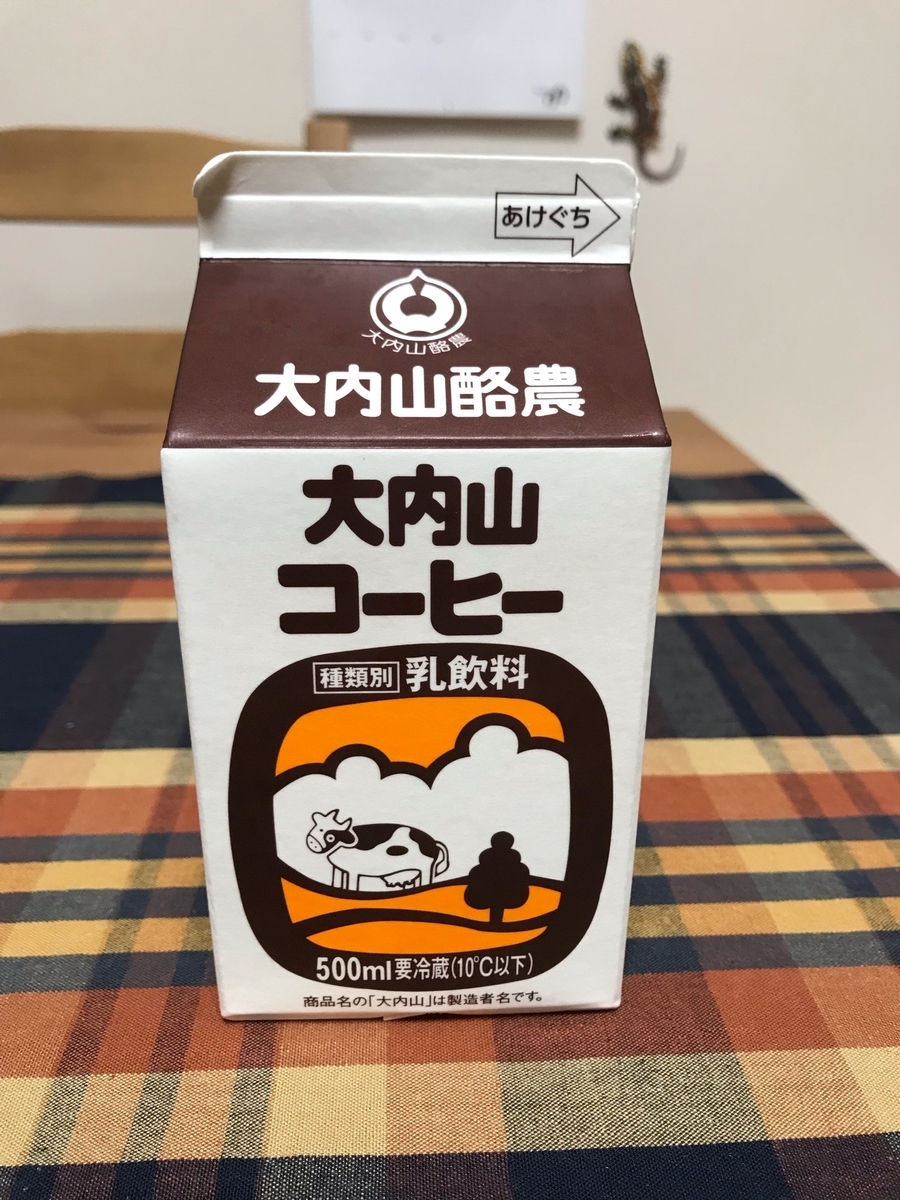 あけぐち
大内山酪農
大内山酪農
大内山
コーヒー
種類別 乳飲料
500ml要冷蔵(10℃以下)
商品名の「大内山」は製造者名です。